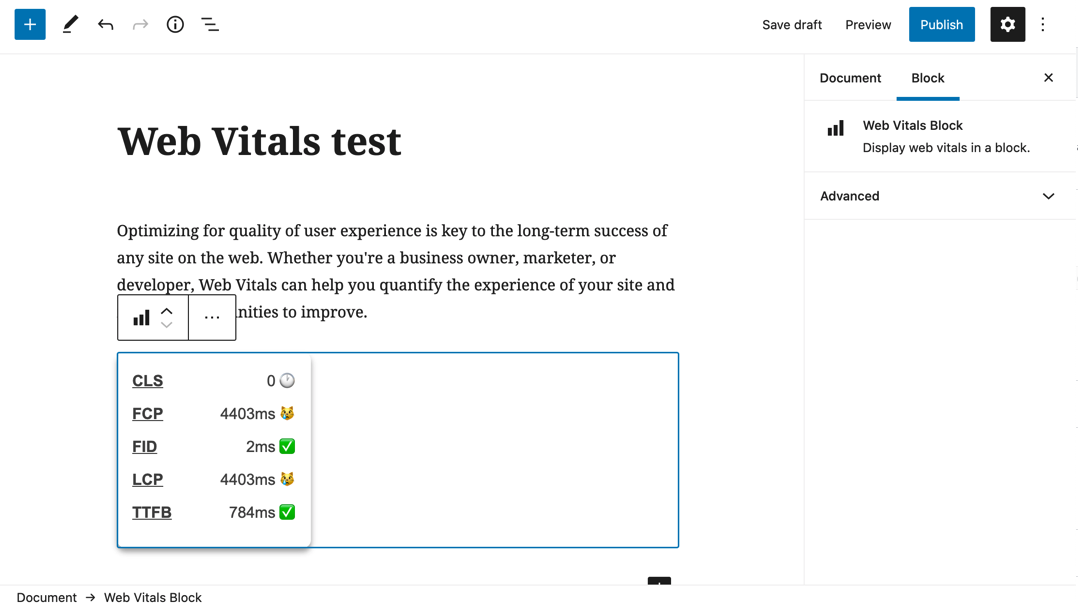 Save draft Preview Publish
Document Block
Web Vitals Block
Display web vitals in a block.
Advanced
Web Vitals test
Optimizing for quality of user experience is key to the long-term success of
any site on the web. Whether you're a business owner, marketer, or
developer, Web Vitals can help you quantify the experience of your site and
to improve.
CLS 0
FCP 4403ms
FID 2ms
LCP 4403ms
TTFB 784ms
Document → Web Vitals Block